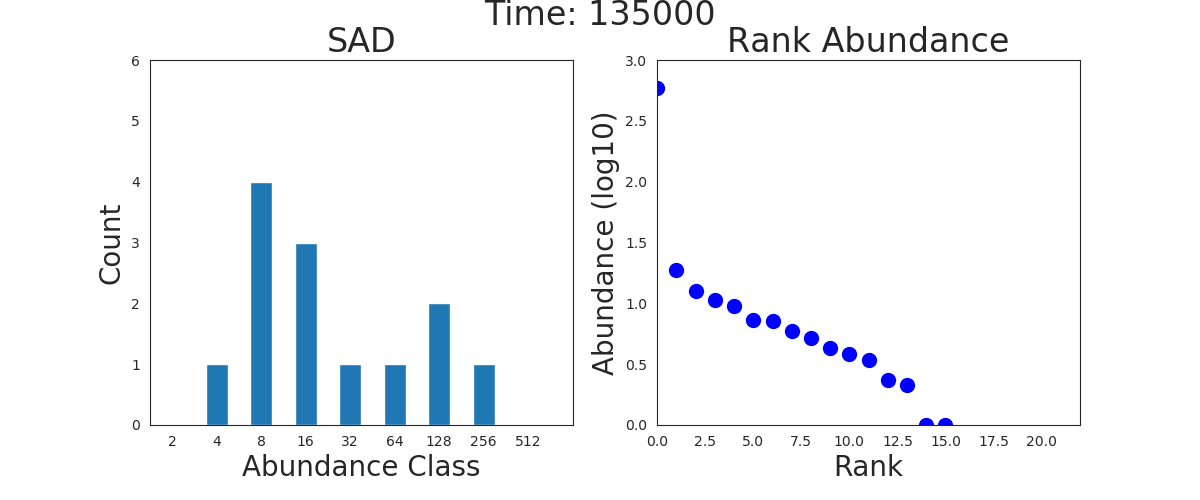 Time: 135000
SAD
Count
6
5
4
3
2
1
0
2 4 8 16 32 64 128 256 512
Abundance Class
Rank Abundance
Abundance (log10)
3.0
2.5
2.0
1.5
1.0
0.5
0.0
0.0 2.5 5.0 7.5 10.0 12.5 15.0 17.5 20.0
Rank